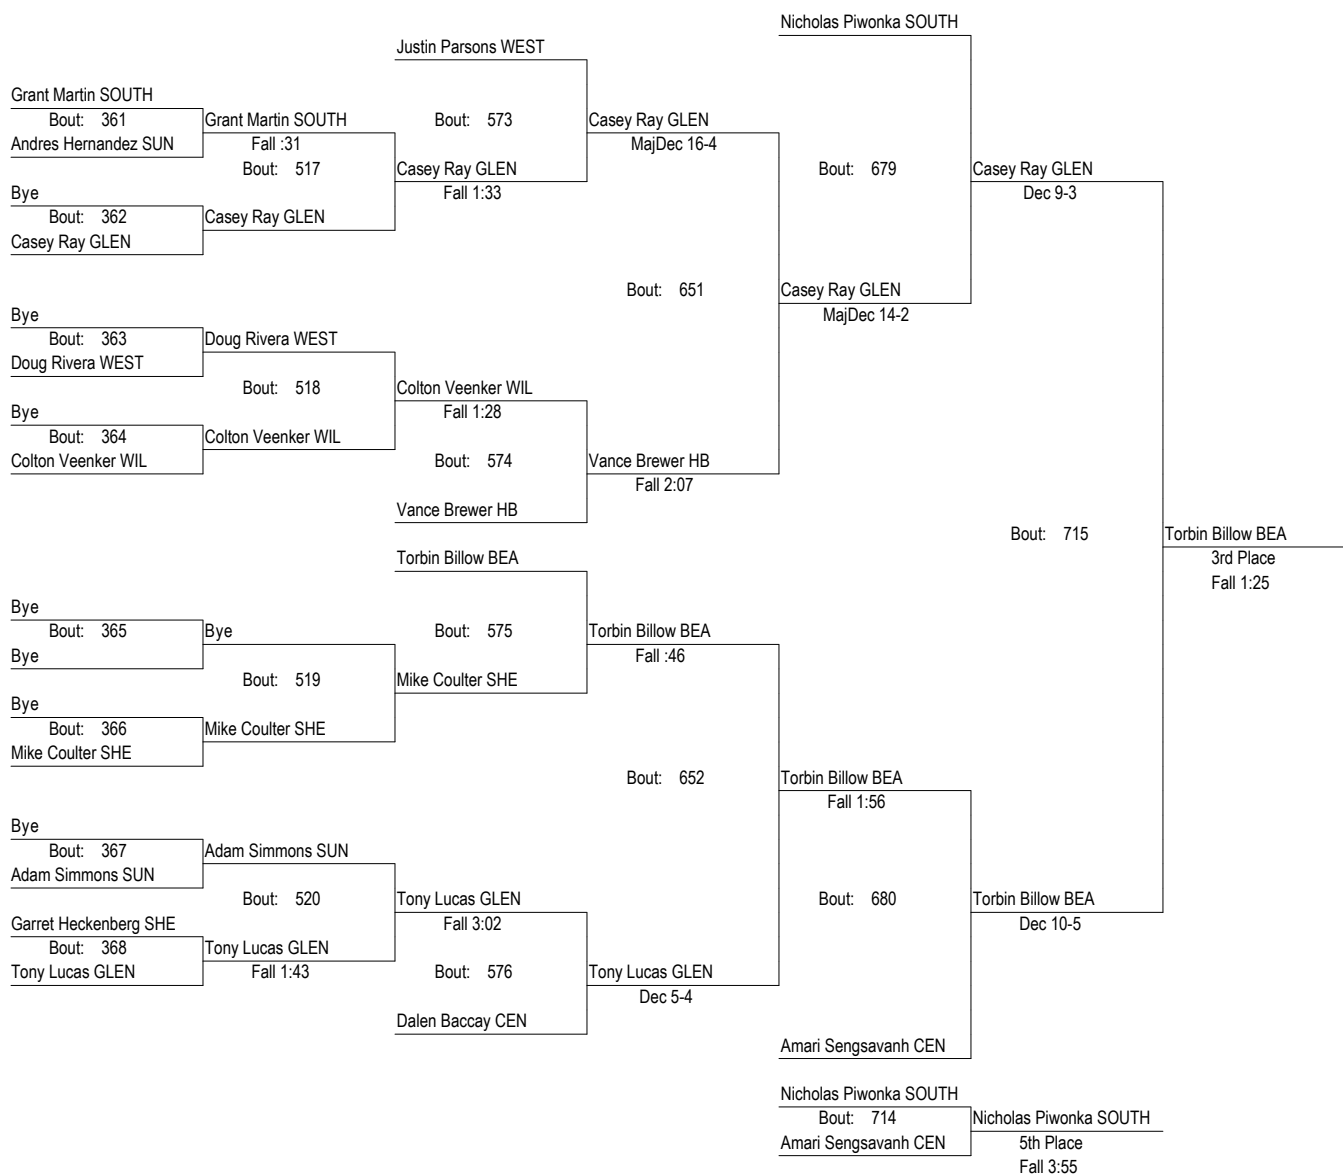 Nicholas Piwonka SOUTH
Justin Parsons WEST
Grant Martin SOUTH
Bout: 361
Grant Martin SOUTH
Bout: 573
Casey Ray GLEN
Andres Hernandez SUN
Fall :31
MajDec 16-4
Bout: 517
Casey Ray GLEN
Bout: 679
Casey Ray GLEN
Bye
Fall 1:33
Dec 9-3
Bout: 362
Casey Ray GLEN
Casey Ray GLEN
Bout: 651
Casey Ray GLEN
Bye
MajDec 14-2
Bout: 363
Doug Rivera WEST
Doug Rivera WEST
Bout: 518
Colton Veenker WIL
Bye
Fall 1:28
Bout: 364
Colton Veenker WIL
Colton Veenker WIL
Bout: 574
Vance Brewer HB
Fall 2:07
Vance Brewer HB
Bout: 715
Torbin Billow BEA
Torbin Billow BEA
3rd Place
Fall 1:25
Bye
Bout: 365
Bye
Bout: 575
Torbin Billow BEA
Bye
Fall :46
Bout: 519
Mike Coulter SHE
Bye
Bout: 366
Mike Coulter SHE
Mike Coulter SHE
Bout: 652
Torbin Billow BEA
Fall 1:56
Bye
Bout: 367
Adam Simmons SUN
Adam Simmons SUN
Bout: 520
Tony Lucas GLEN
Bout: 680
Torbin Billow BEA
Garret Heckenberg SHE
Fall 3:02
Dec 10-5
Bout: 368
Tony Lucas GLEN
Tony Lucas GLEN
Fall 1:43
Bout: 576
Tony Lucas GLEN
Dec 5-4
Dalen Baccay CEN
Amari Sengsavanh CEN
Nicholas Piwonka SOUTH
Bout: 714
Nicholas Piwonka SOUTH
Amari Sengsavanh CEN
5th Place
Fall 3:55